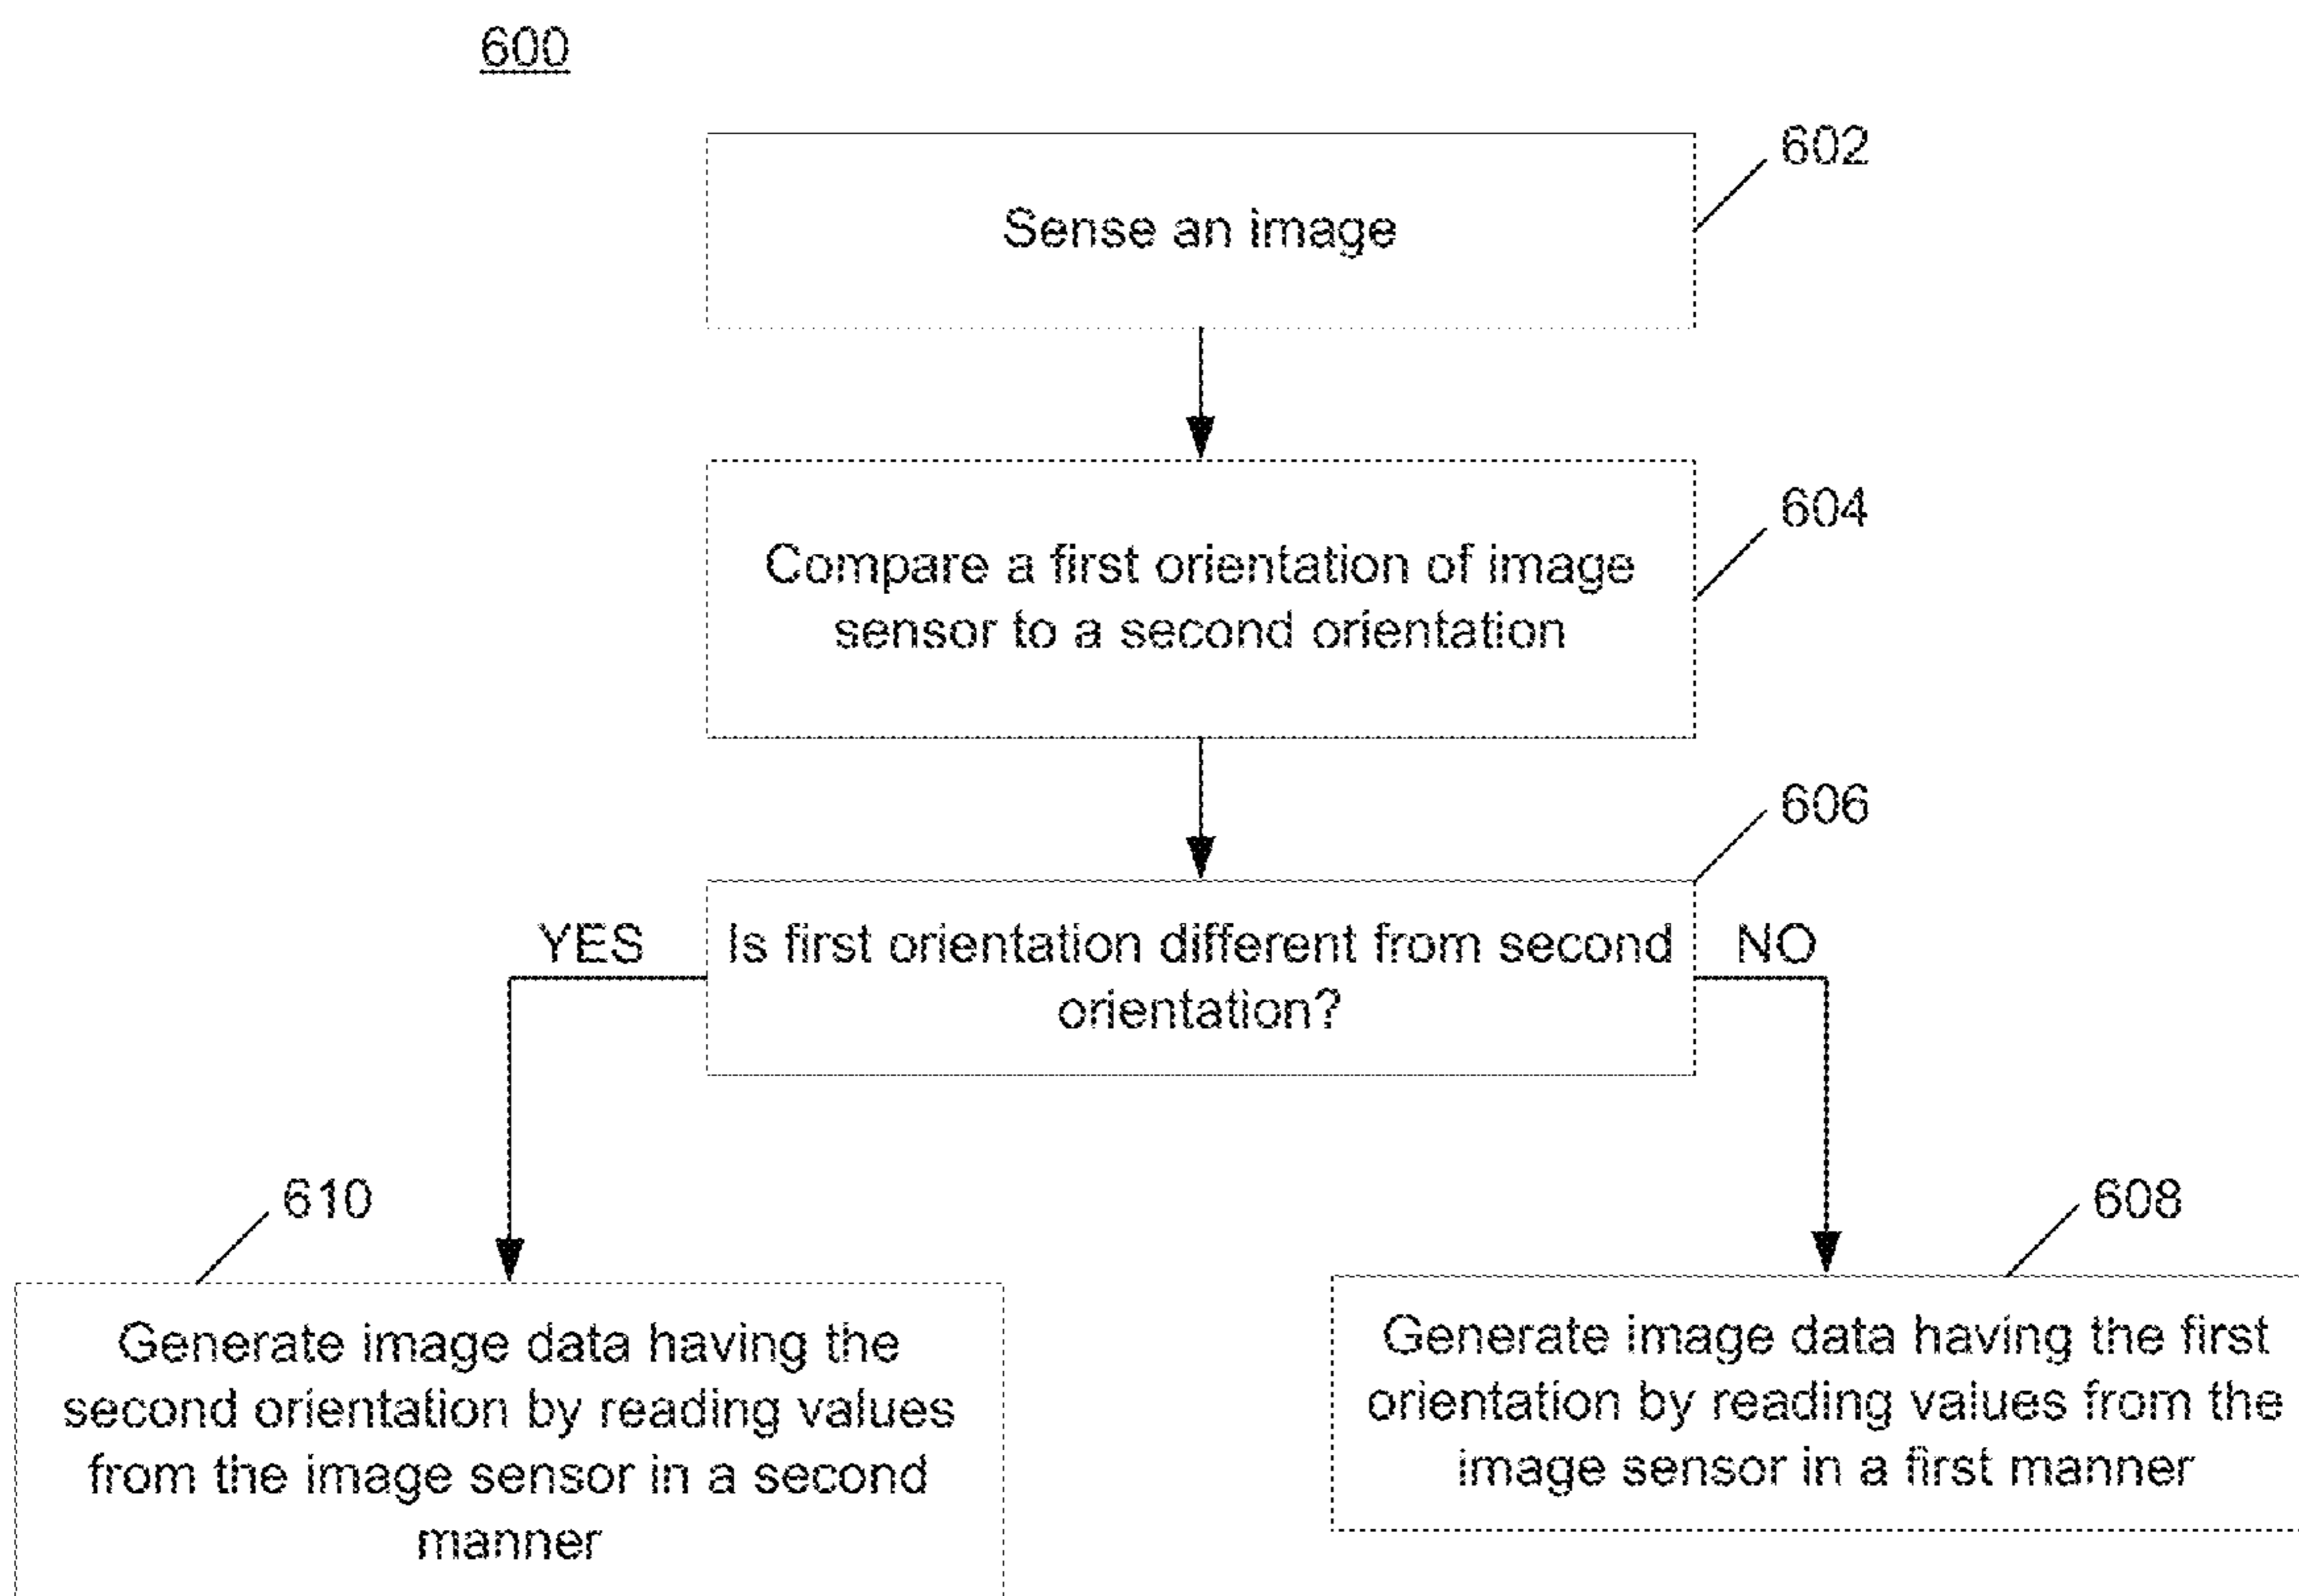 600
602
Sense an image
604
Compare a first orientation of image
sensor to a second orientation
606
YES
Is first orientation different from second
orientation?
NO
610
608
Generate image data having the
second orientation by reading values
from the image sensor in a second
manner
Generate image data having the first
orientation by reading values from the
image sensor in a first manner